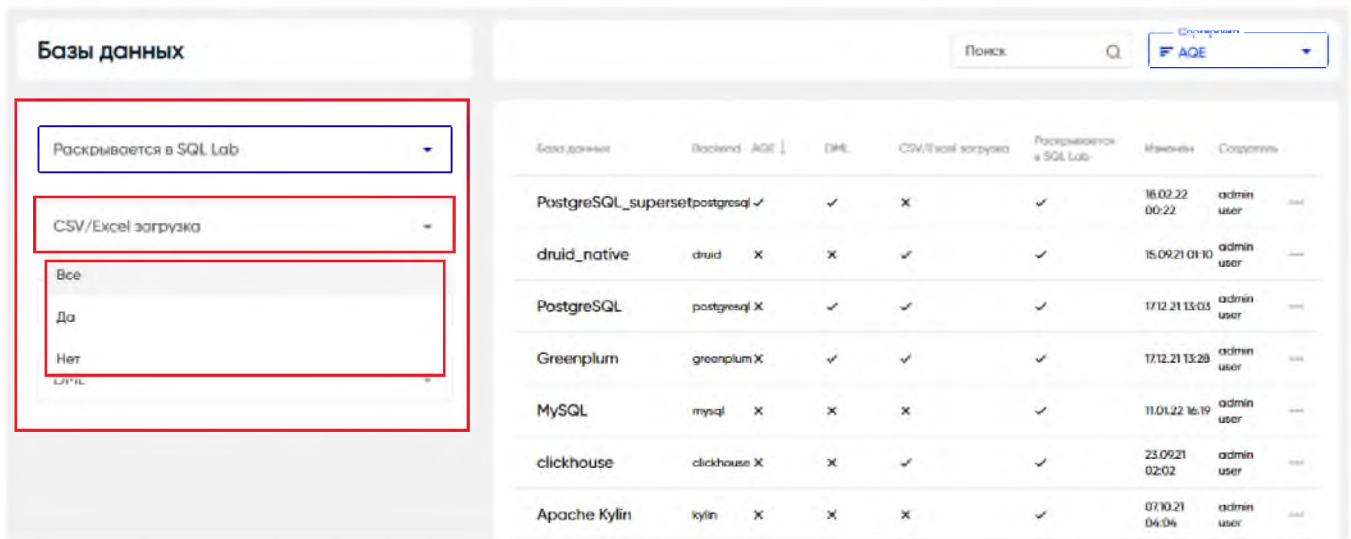 Базы данных
Поиск
Сортировка
AQE
Раскрывается в SQL Lab
CSV/Excel загрузка
Все
Да
Нет
DML
База данных Backend AQE DML CSV/Excel загрузка Раскрывается в SQL Lab Изменён Создатель
PostgreSQL_superset postgresql 16.02.22 00:22 admin user
druid_native druid 15.09.21 01:10 admin user
PostgreSQL postgresql 17.12.21 13:03 admin user
Greenplum greenplum 17.12.21 13:28 admin user
MySQL mysql 11.01.22 16:19 admin user
clickhouse clickhouse 23.09.21 02:02 admin user
Apache Kylin kylin 07.10.21 04:04 admin user